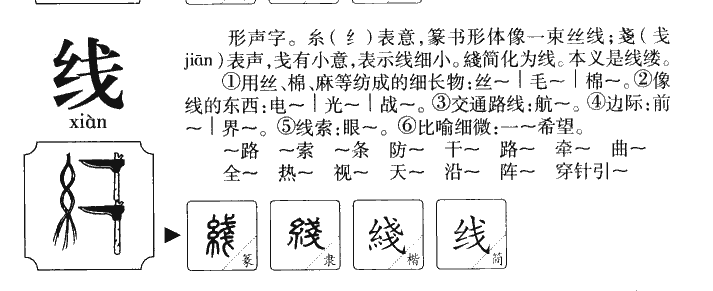 线
xiàn
形声字。糸(纟)表意,篆书形体像一束丝线;戔(戋
jiān)表声,戋有小意,表示线细小。綫简化为线。本义是线缕。
①用丝、棉、麻等纺成的细长物:丝～|毛～|棉～。②像
线的东西:电～|光～|战～。③交通路线:航～。④边际:前
～|界～。⑤线索:眼～。⑥比喻细微:一～希望。
～路 ～索 ～条 防～ 干～ 路～ 牵～ 曲～
全～ 热～ 视～ 天～ 沿～ 阵～ 穿针引～
綫 篆 綫 隶 綫 楷 线 简